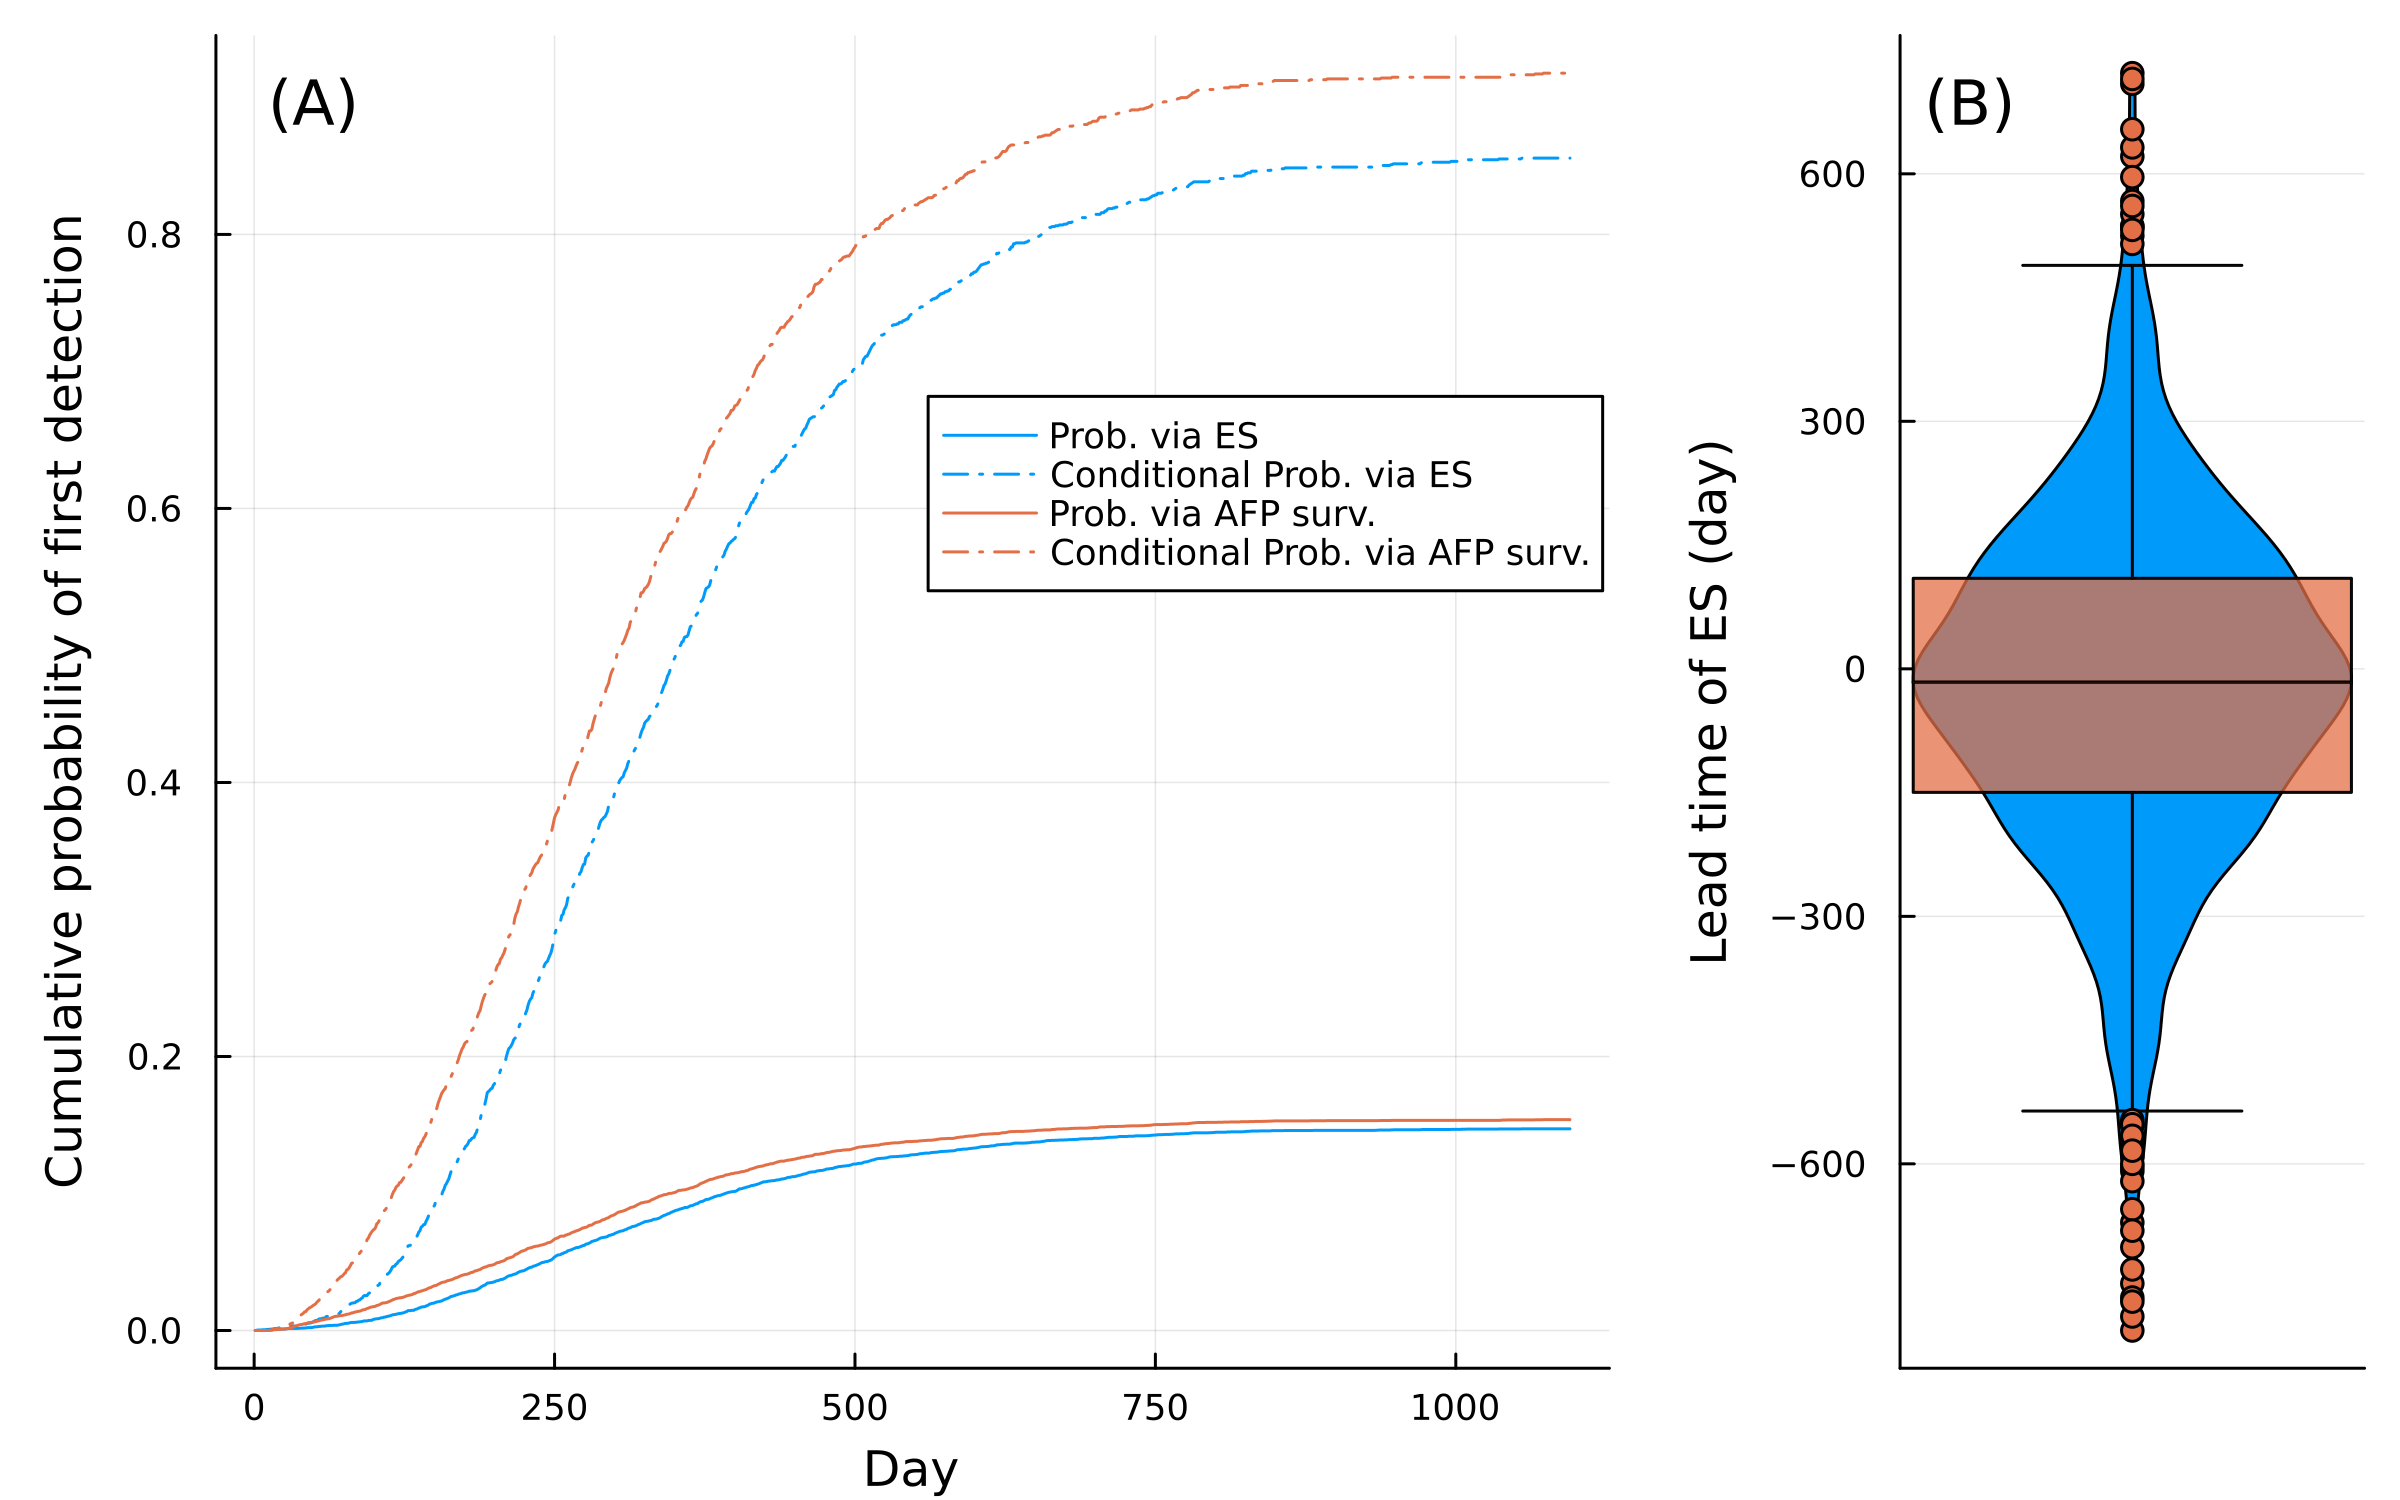 (A)
Cumulative probability of first detection
0.8
0.6
0.4
0.2
0.0
0 250 500 750 1000
Day
Prob. via ES
Conditional Prob. via ES
Prob. via AFP surv.
Conditional Prob. via AFP surv.
(B)
Lead time of ES (day)
600
300
0
−300
−600